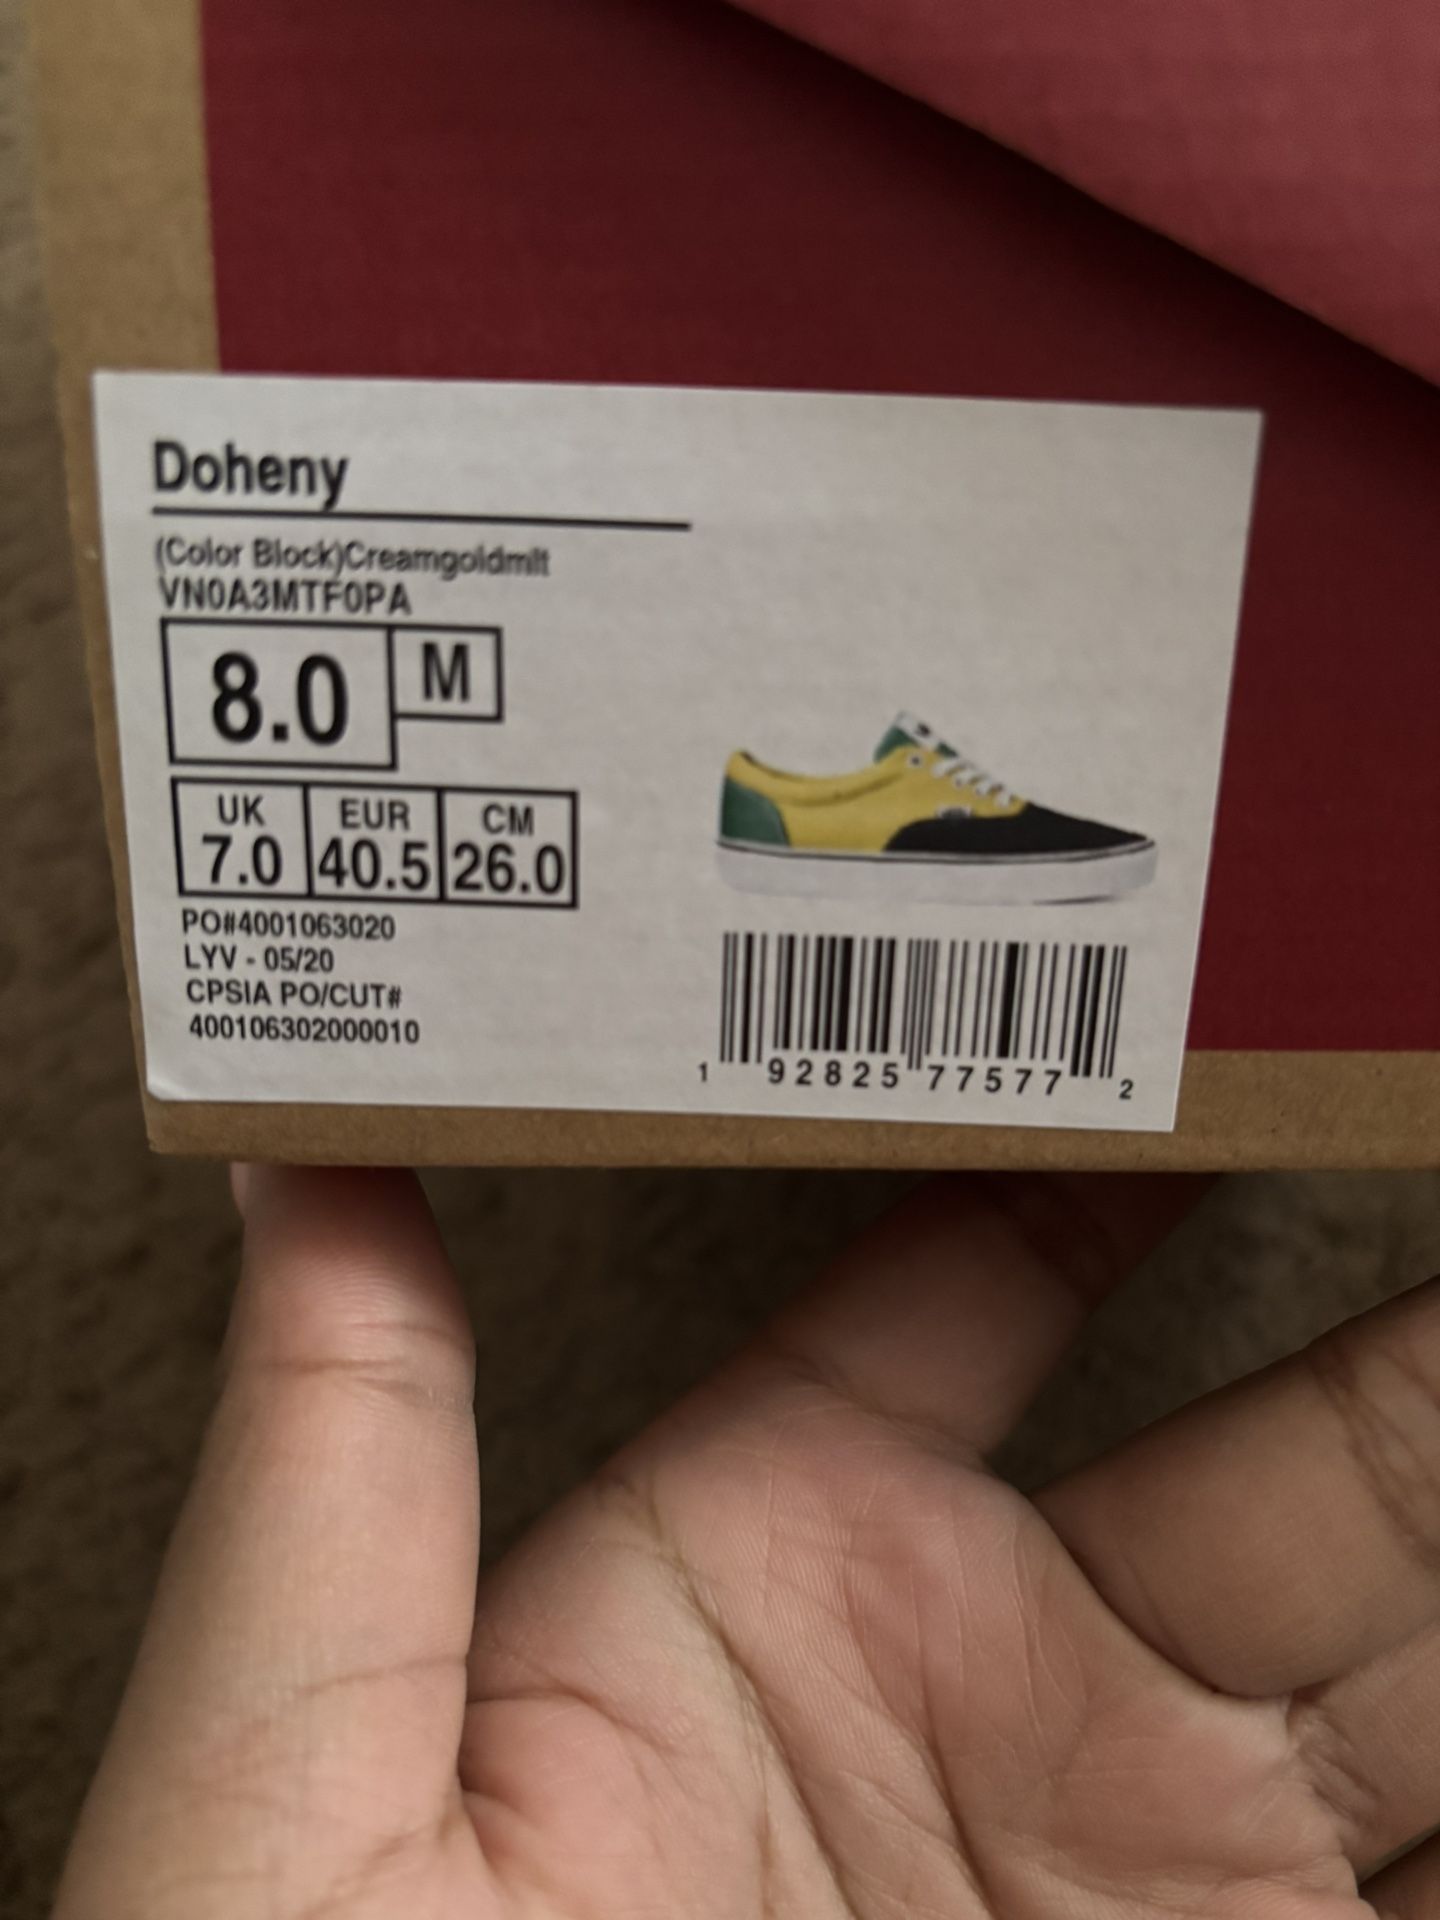 Doheny
(Color Block)Creamgoldmlt
VN0A3MTF0PA
8.0 M
UK EUR CM
7.0 40.5 26.0
PO#4001063020
LYV - 05/20
CPSIA PO/CUT#
400106302000010
1 92825 77577 2